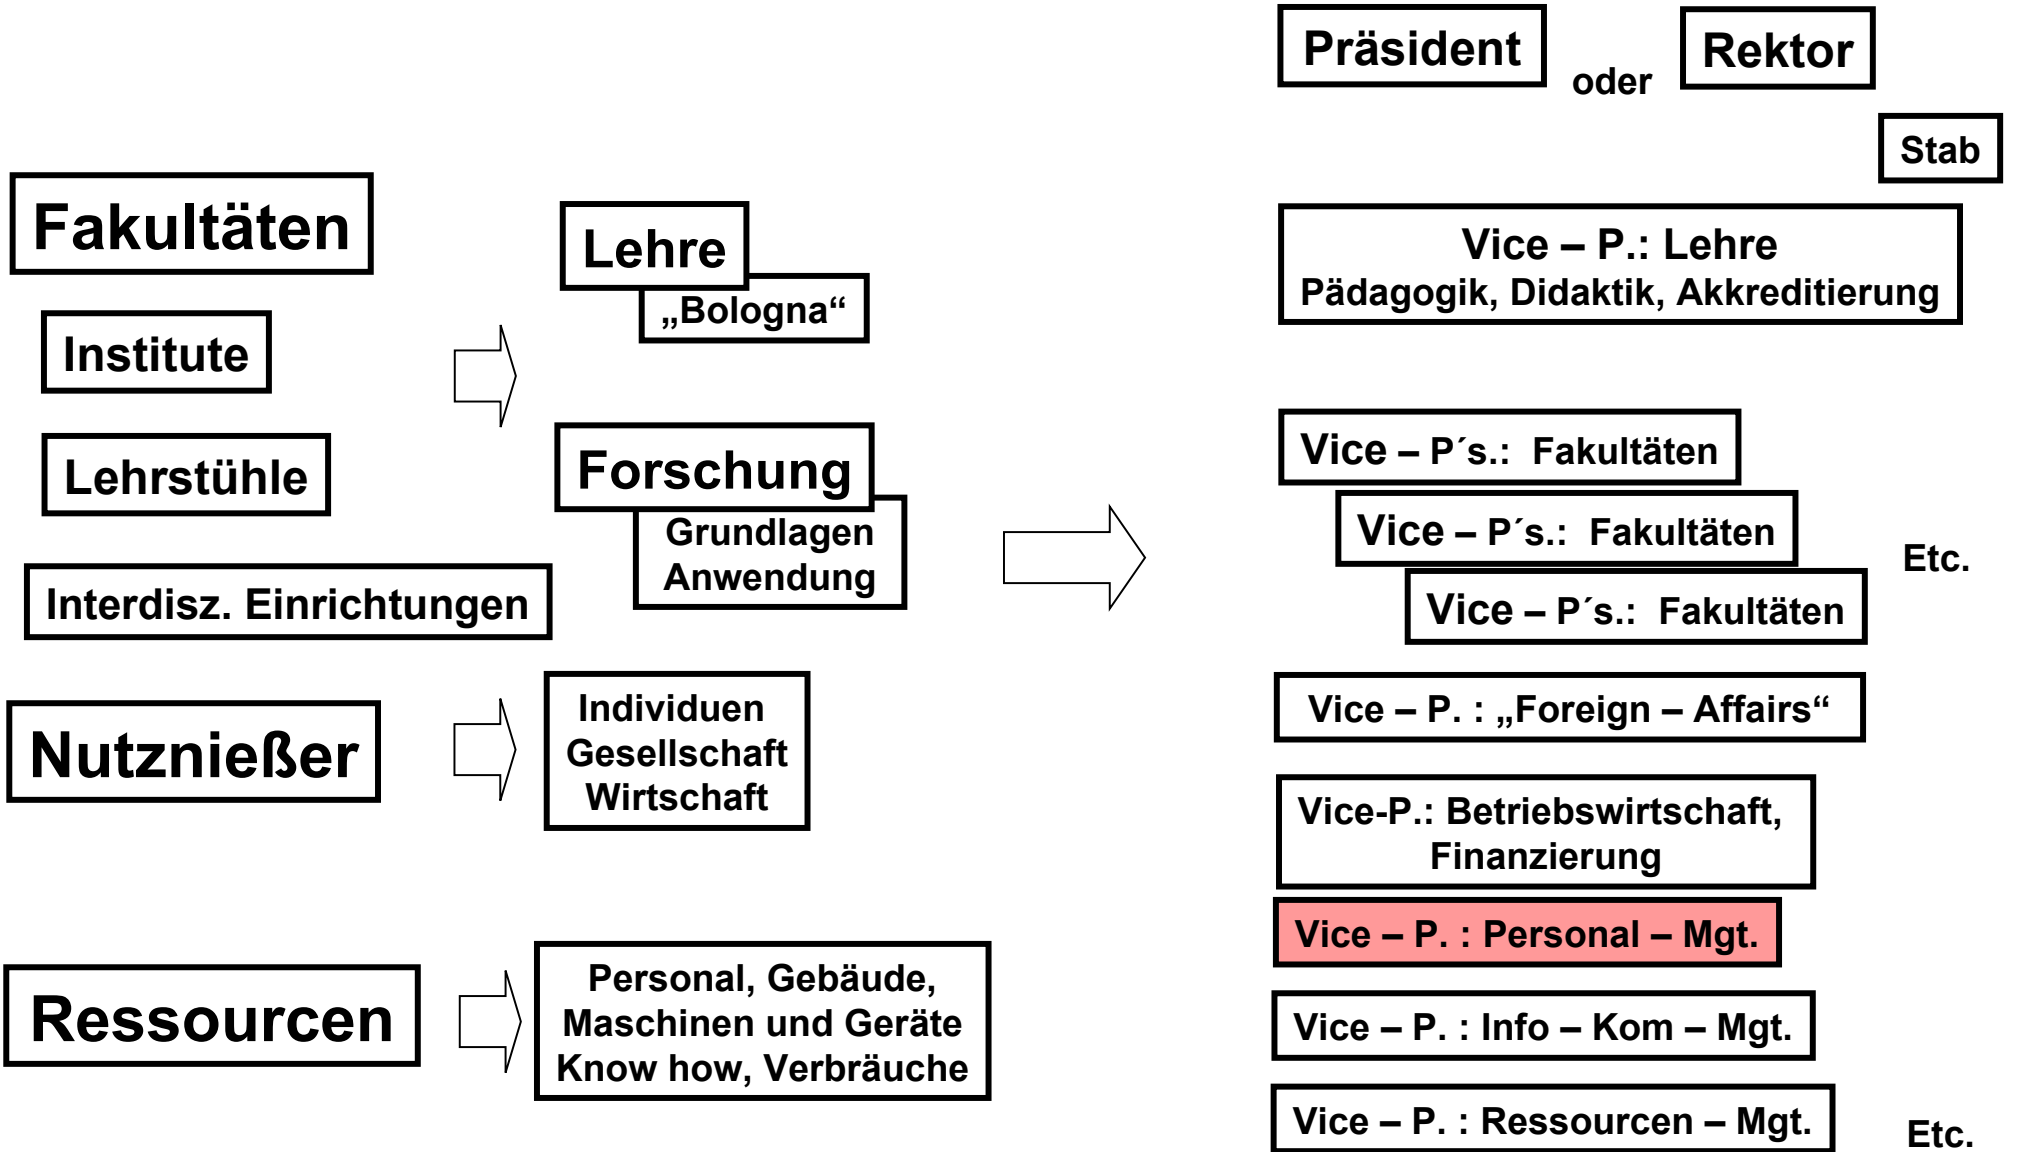 Fakultäten
Institute
Lehrstühle
Interdisz. Einrichtungen
Nutznießer
Ressourcen
Lehre
„Bologna“
Forschung
Grundlagen
Anwendung
Individuen
Gesellschaft
Wirtschaft
Personal, Gebäude,
Maschinen und Geräte
Know how, Verbräuche
Präsident
oder
Rektor
Stab
Vice – P.: Lehre
Pädagogik, Didaktik, Akkreditierung
Vice – P´s.: Fakultäten
Vice – P´s.: Fakultäten
Vice – P´s.: Fakultäten
Etc.
Vice – P. : „Foreign – Affairs“
Vice-P.: Betriebswirtschaft,
Finanzierung
Vice – P. : Personal – Mgt.
Vice – P. : Info – Kom – Mgt.
Vice – P. : Ressourcen – Mgt.
Etc.